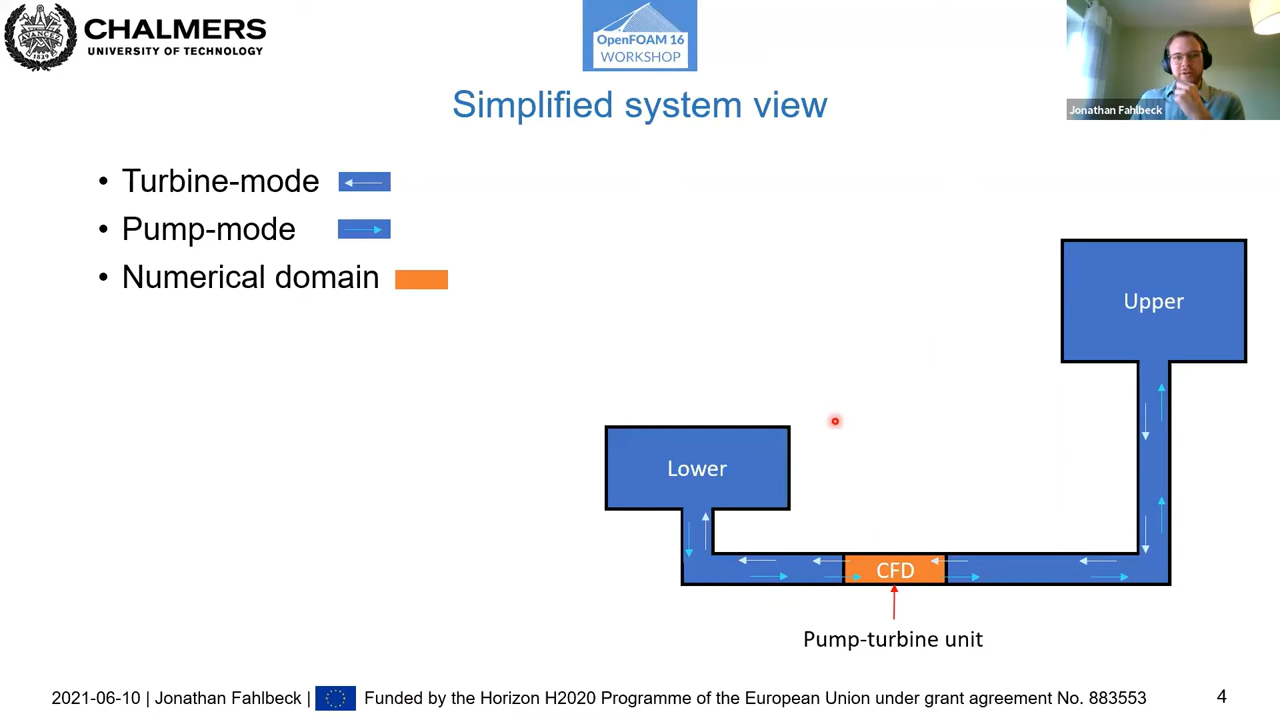 CHALMERS
UNIVERSITY OF TECHNOLOGY
AVANCEZ
1829
OpenFOAM 16
WORKSHOP
Jonathan Fahlbeck
Simplified system view
• Turbine-mode
• Pump-mode
• Numerical domain
Upper
Lower
CFD
Pump-turbine unit
2021-06-10 | Jonathan Fahlbeck | Funded by the Horizon H2020 Programme of the European Union under grant agreement No. 883553
4